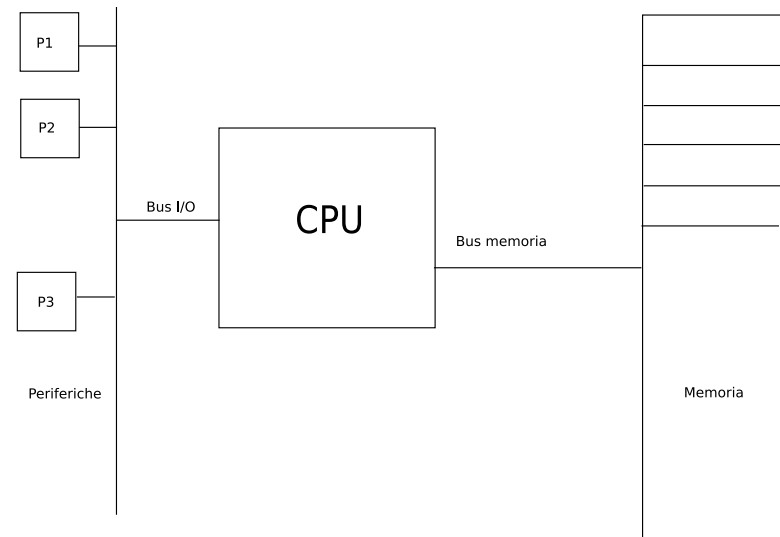 P1
P2
Bus I/O
CPU
Bus memoria
P3
Periferiche
Memoria